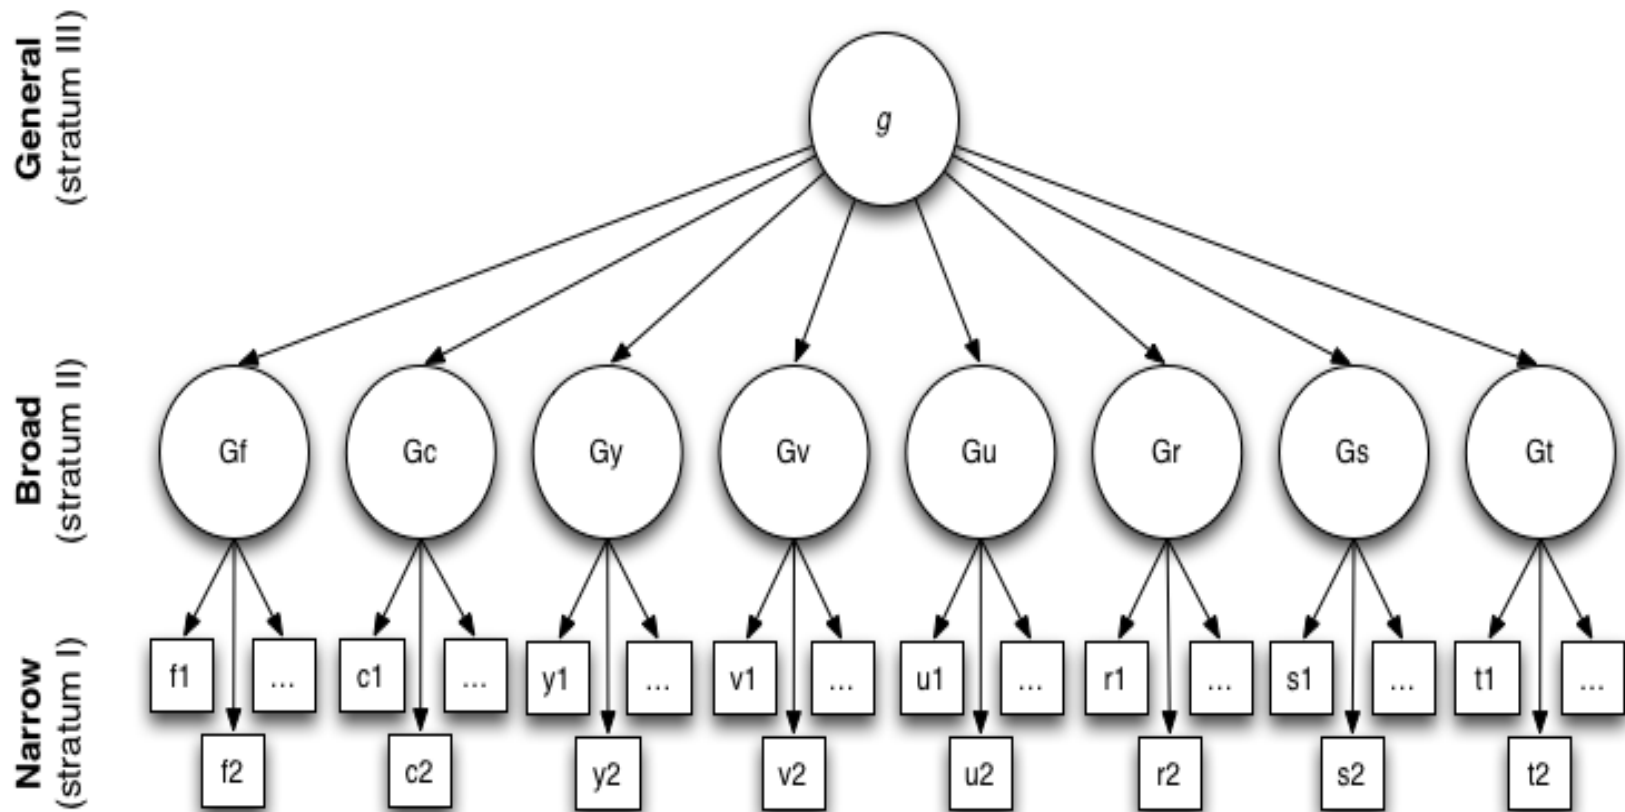 General
(stratum III)
g
Broad
(stratum II)
Gf
Gc
Gy
Gv
Gu
Gr
Gs
Gt
Narrow
(stratum I)
f1
...
c1
...
y1
...
v1
...
u1
...
r1
...
s1
...
t1
...
f2
c2
y2
v2
u2
r2
s2
t2